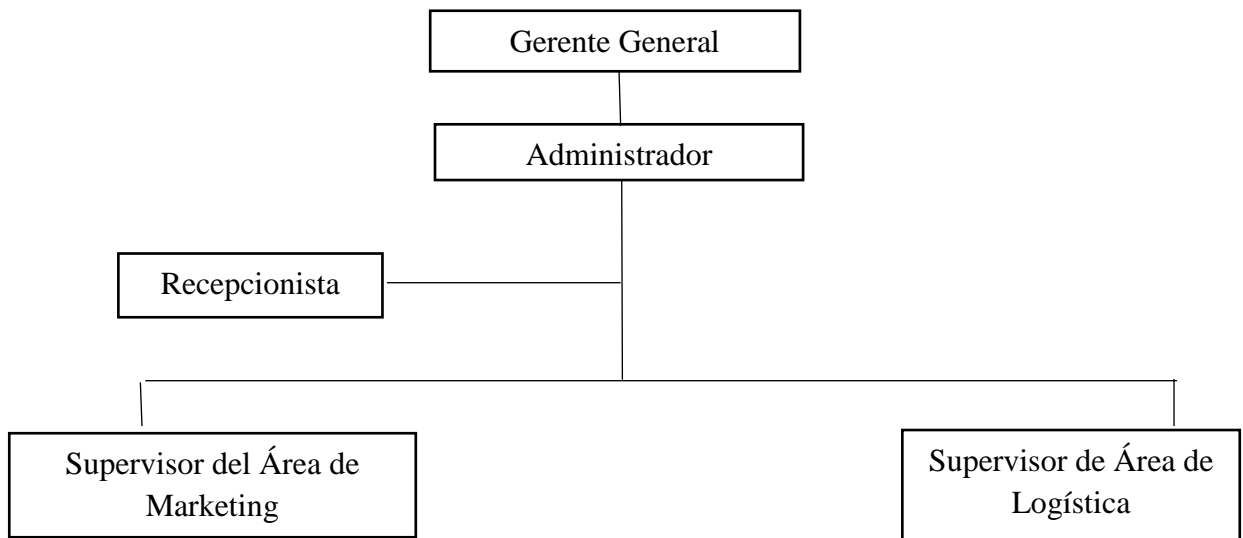 Gerente General
Administrador
Recepcionista
Supervisor del Área de
Marketing
Supervisor de Área de
Logística